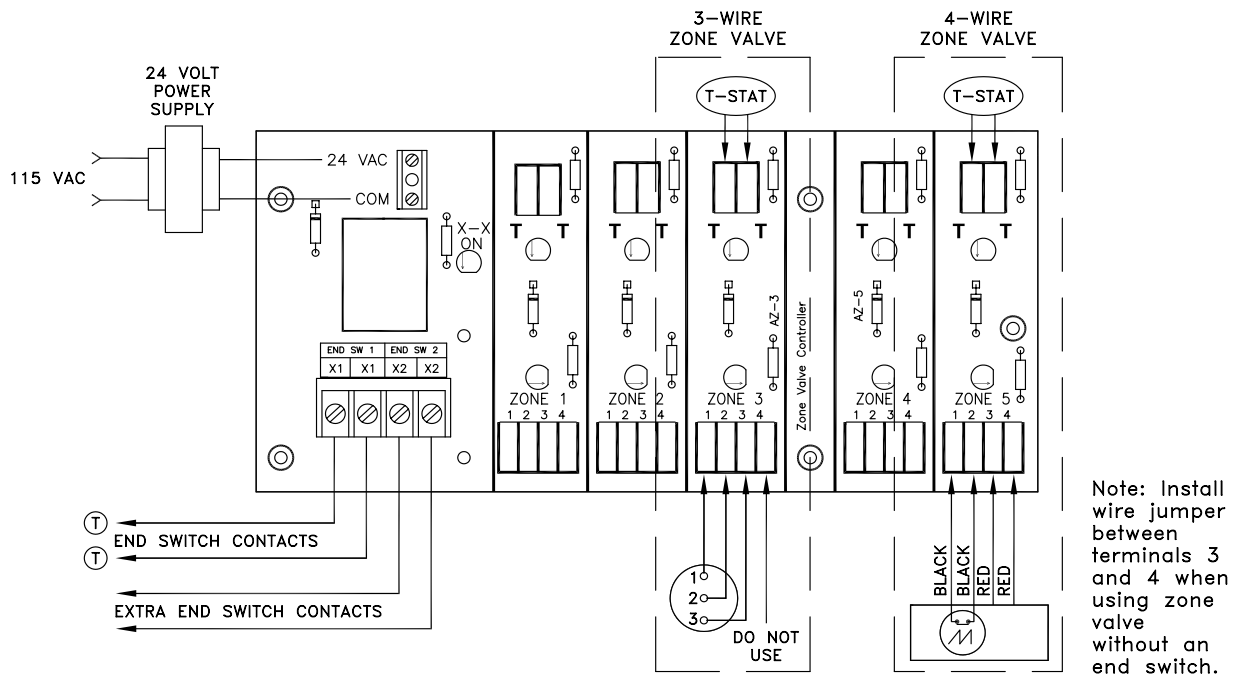 3-WIRE
ZONE VALVE
4-WIRE
ZONE VALVE
24 VOLT
POWER
SUPPLY
T-STAT
T-STAT
115 VAC
24 VAC
COM
X-X
ON
T T
T T
T T
T T
T T
AZ-3
Zone Valve Controller
AZ-5
END SW 1 END SW 2
X1 X1 X2 X2
ZONE 1
1 2 3 4
ZONE 2
1 2 3 4
ZONE 3
1 2 3 4
ZONE 4
1 2 3 4
ZONE 5
1 2 3 4
T
END SWITCH CONTACTS
T
EXTRA END SWITCH CONTACTS
1
2
3
DO NOT
USE
BLACK
BLACK
RED
RED
Note: Install
wire jumper
between
terminals 3
and 4 when
using zone
valve
without an
end switch.